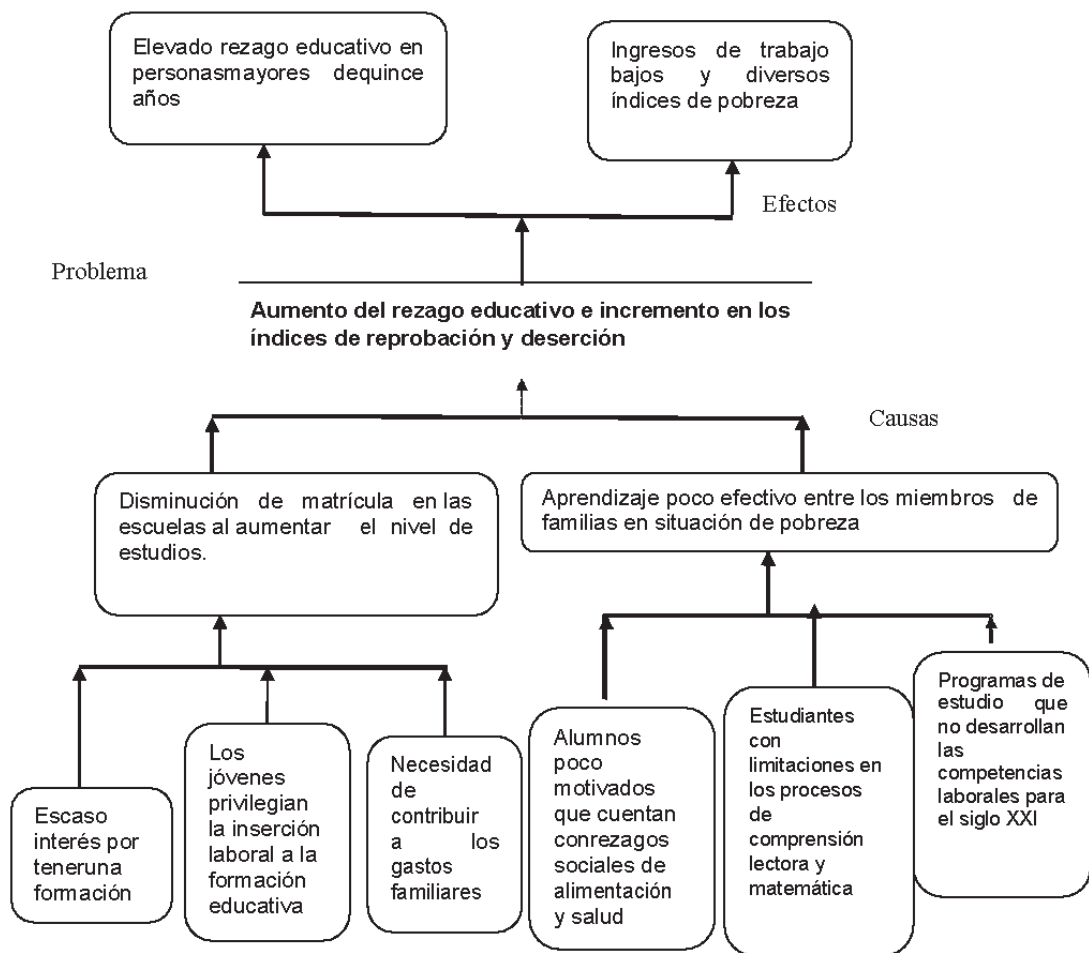 Elevado rezago educativo en
personasmayores dequince
años
Ingresos de trabajo
bajos y diversos
índices de pobreza
Efectos
Problema
Aumento del rezago educativo e incremento en los
índices de reprobación y deserción
Causas
Disminución de matrícula en las
escuelas al aumentar el nivel de
estudios.
Aprendizaje poco efectivo entre los miembros de
familias en situación de pobreza
Escaso
interés por
teneruna
formación
Los
jóvenes
privilegian
la inserción
laboral a la
formación
educativa
Necesidad
de
contribuir
a los
gastos
familiares
Alumnos
poco
motivados
que cuentan
conrezagos
sociales de
alimentación
y salud
Estudiantes
con
limitaciones en
los procesos
de
comprensión
lectora y
matemática
Programas de
estudio que
no desarrollan
las
competencias
laborales para
el siglo XXI